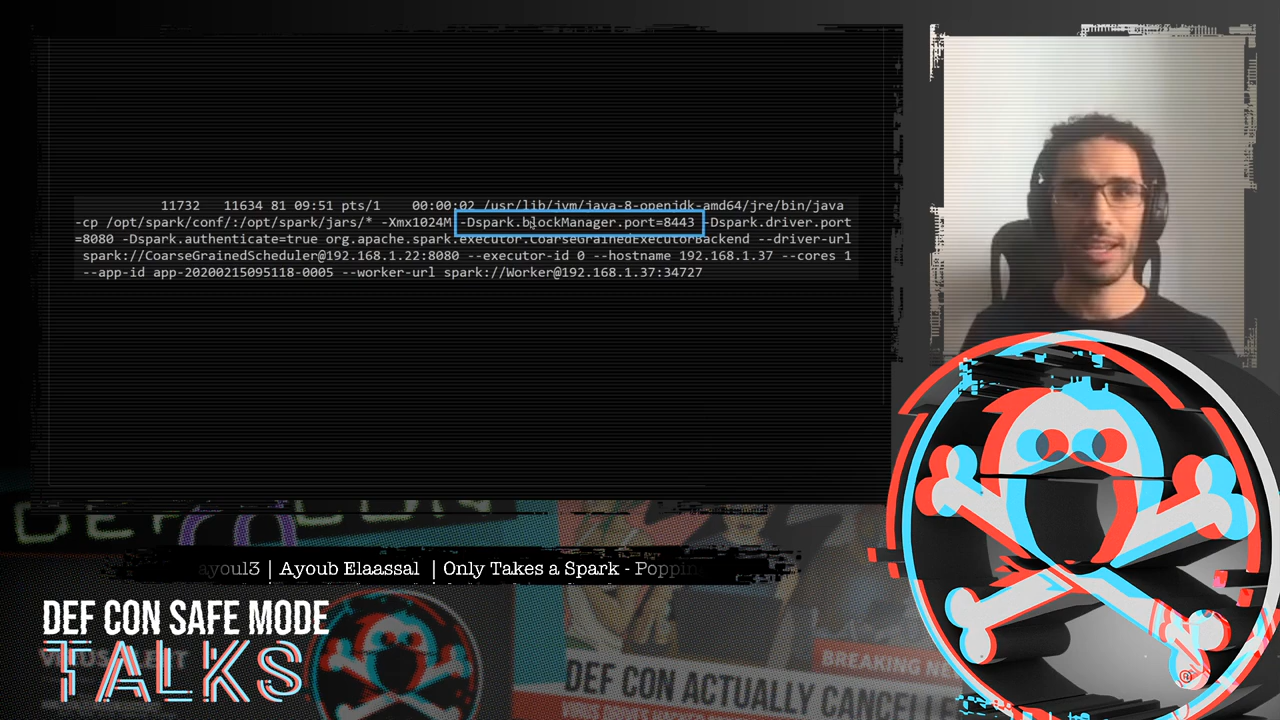 11732 11634 81 09:51 pts/1 00:00:02 /usr/lib/jvm/java-8-openjdk-amd64/jre/bin/java
-cp /opt/spark/conf/:/opt/spark/jars/* -Xmx1024M -Dspark.blockManager.port=8443 -Dspark.driver.port
=8080 -Dspark.authenticate=true org.apache.spark.executor.CoarseGrainedExecutorBackend --driver-url
spark://CoarseGrainedScheduler@192.168.1.22:8080 --executor-id 0 --hostname 192.168.1.37 --cores 1
--app-id app-20200215095118-0005 --worker-url spark://Worker@192.168.1.37:34727
DEF CON
ayoul3 | Ayoub Elaassal | Only Takes a Spark - Poppin
DEF CON SAFE MODE
TALKS
BREAKING NE
DEF CON ACTUALLY CANCELLE
®